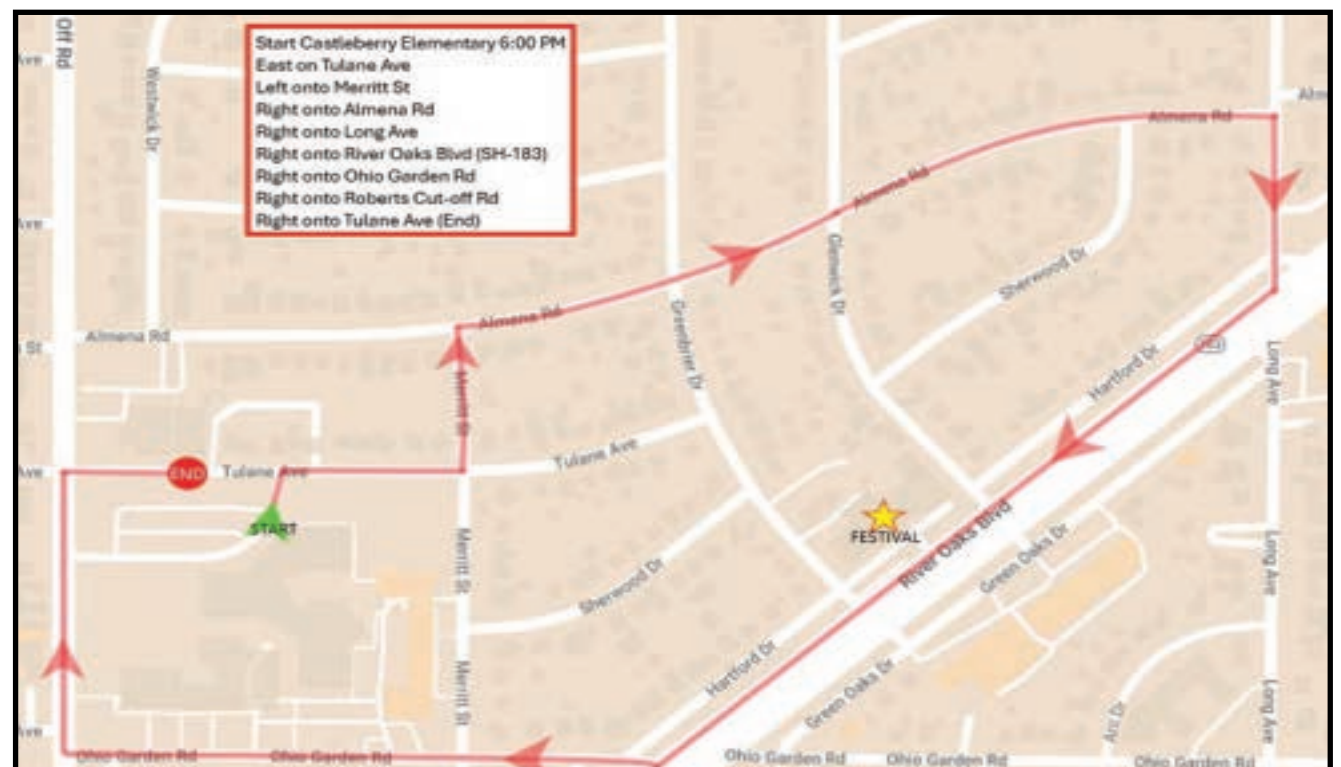 Off Rd
Ave
Westwick Dr
Start Castleberry Elementary 6:00 PM
East on Tulane Ave
Left onto Merritt St
Right onto Almena Rd
Right onto Long Ave
Right onto River Oaks Blvd (SH-183)
Right onto Ohio Garden Rd
Right onto Roberts Cut-off Rd
Right onto Tulane Ave (End)
Almena Rd
Alm
Almena Rd
Ave
Glenwick Dr
Sherwood Dr
Almena Rd
Almena Rd
St
Greenbrier Dr
Hartford Dr
Long Ave
Merritt St
Tulane Ave
Ave
END
Tulane Ave
START
FESTIVAL
River Oaks Blvd
Green Oaks Dr
Long Ave
Merritt St
Sherwood Dr
Hartford Dr
Green Oaks Dr
Merritt St
Ani Dr
Long Ave
Ave
Ohio Garden Rd
Ohio Garden Rd
Ohio Garden Rd
Ohio Garden Rd
Ohio Garden Rd